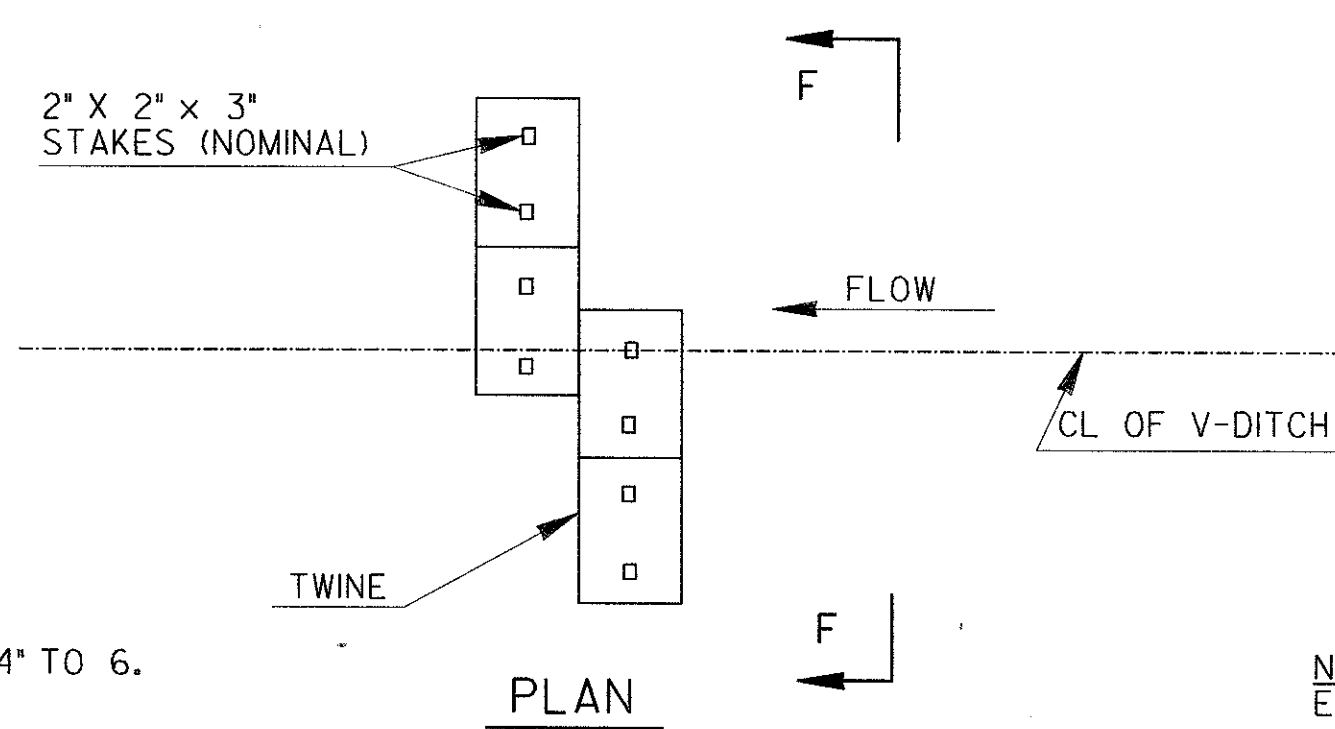 2" X 2" x 3"
STAKES (NOMINAL)
F
FLOW
CL OF V-DITCH
TWINE
F
4" TO 6.
PLAN
N
E